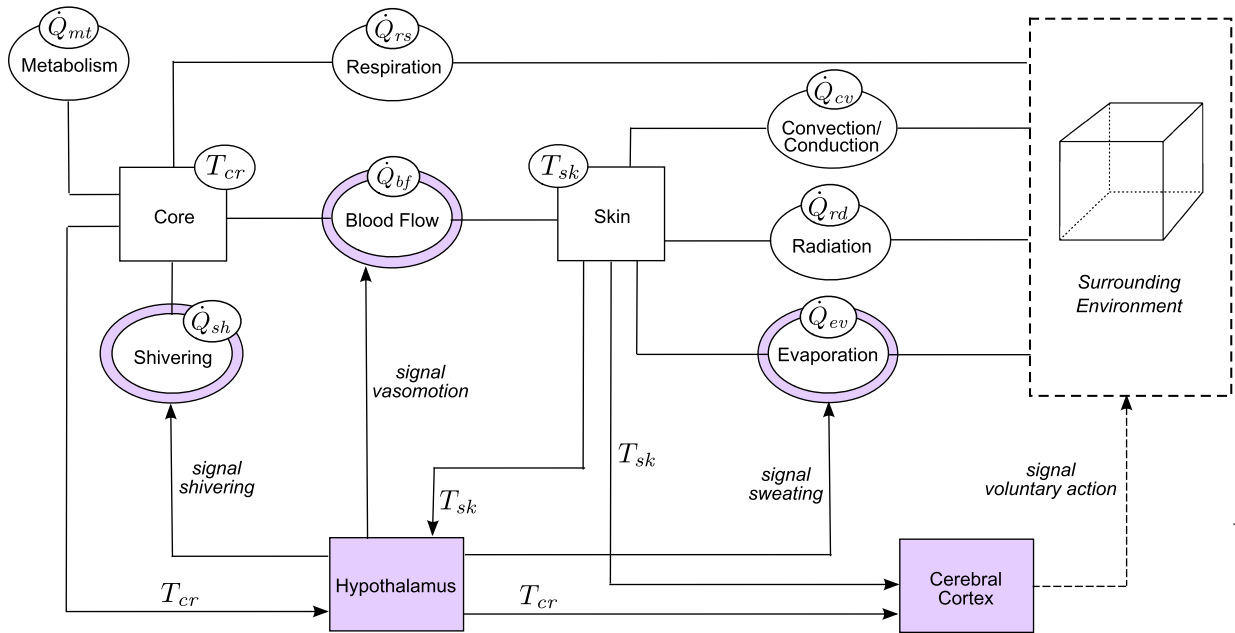 Q̇mt
Metabolism
Q̇rs
Respiration
Q̇cv
Convection/
Conduction
Tcr
Core
Q̇bf
Blood Flow
Tsk
Skin
Q̇rd
Radiation
Surrounding
Environment
Q̇sh
Shivering
Q̇ev
Evaporation
signal
vasomotion
signal
shivering
Tsk
Tsk
signal
sweating
signal
voluntary action
Hypothalamus
Tcr
Tcr
Cerebral
Cortex